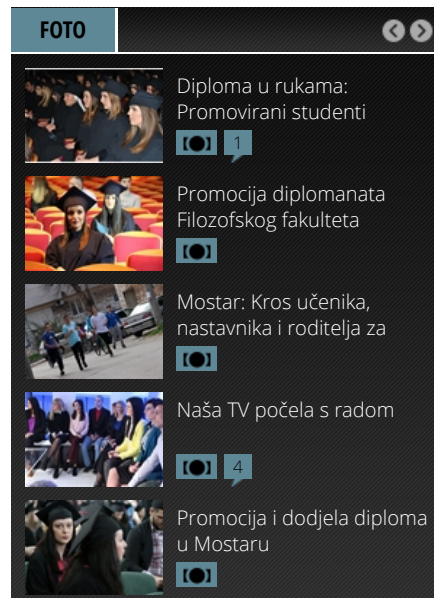 FOTO
Diploma u rukama:
Promovirani studenti
1
Promocija diplomanata
Filozofskog fakulteta
Mostar: Kros učenika,
nastavnika i roditelja za
Naša TV počela s radom
4
Promocija i dodjela diploma
u Mostaru